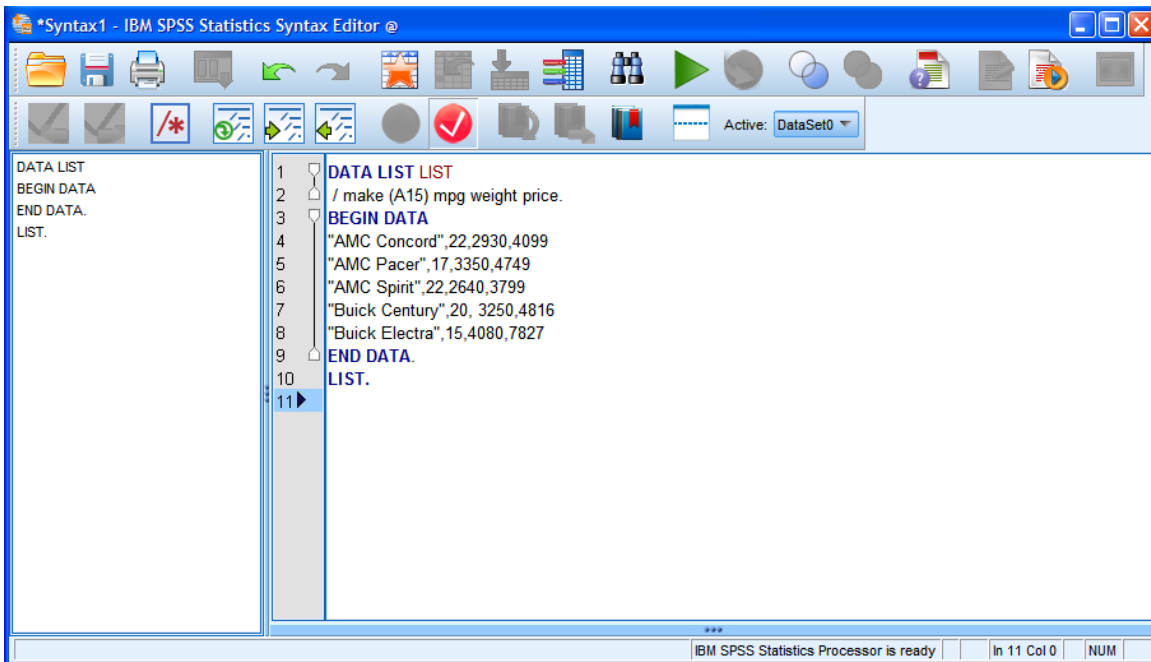 *Syntax1 - IBM SPSS Statistics Syntax Editor @
/*
Active: DataSet0
DATA LIST
BEGIN DATA
END DATA.
LIST.
1 DATA LIST LIST
2 / make (A15) mpg weight price.
3 BEGIN DATA
4 "AMC Concord",22,2930,4099
5 "AMC Pacer",17,3350,4749
6 "AMC Spirit",22,2640,3799
7 "Buick Century",20, 3250,4816
8 "Buick Electra",15,4080,7827
9 END DATA.
10 LIST.
11
IBM SPSS Statistics Processor is ready In 11 Col 0 NUM